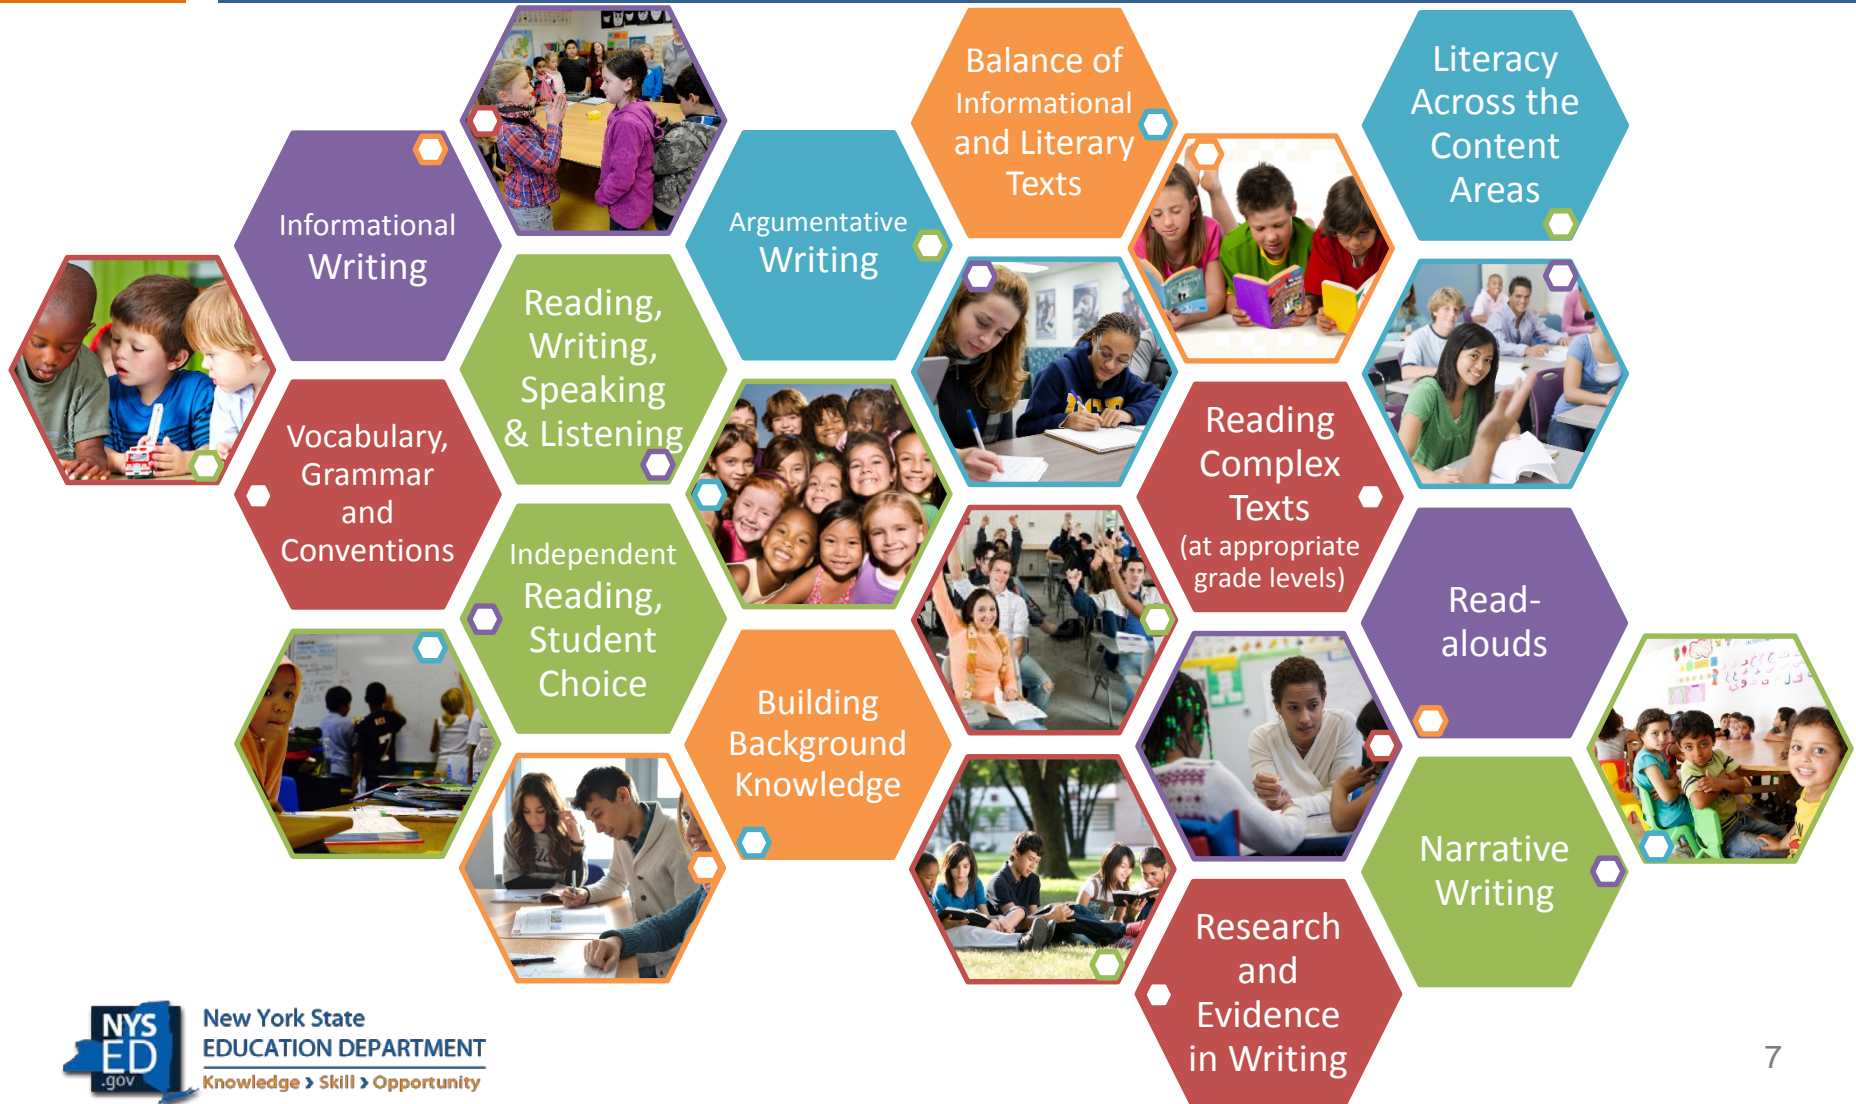 Informational
Writing
Vocabulary,
Grammar
and
Conventions
Reading,
Writing,
Speaking
& Listening
Independent
Reading,
Student
Choice
Argumentative
Writing
Building
Background
Knowledge
Balance of
Informational
and Literary
Texts
Reading
Complex
Texts
(at appropriate
grade levels)
Research
and
Evidence
in Writing
Literacy
Across the
Content
Areas
Read-
alouds
Narrative
Writing
NYS
ED
.gov
New York State
EDUCATION DEPARTMENT
Knowledge > Skill > Opportunity
7